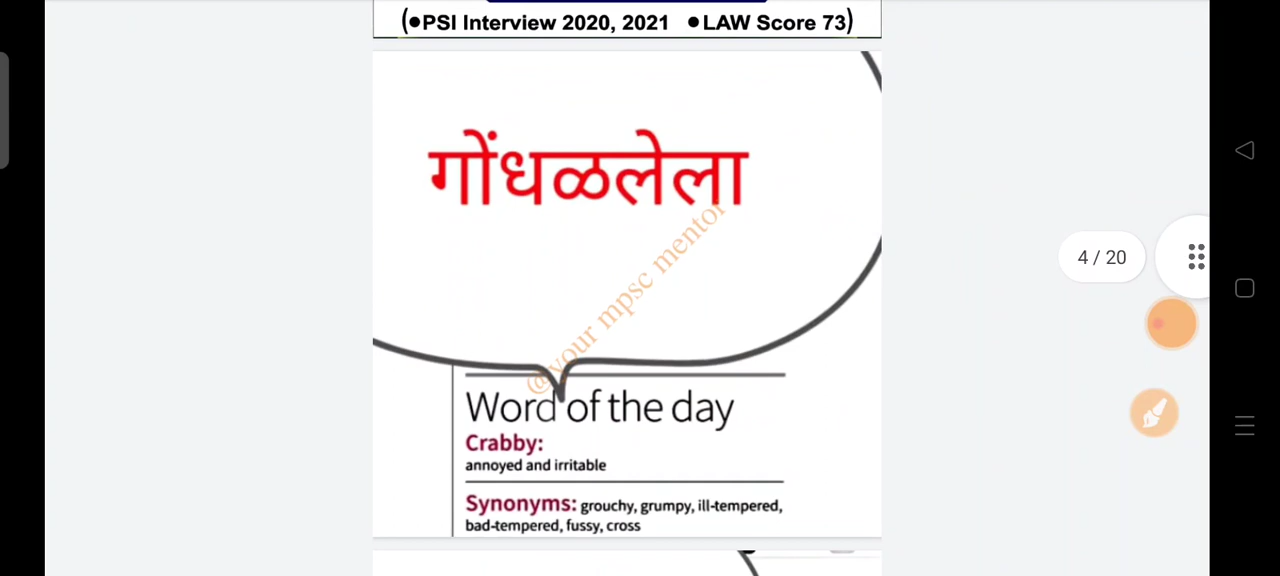 (●PSI Interview 2020, 2021 ●LAW Score 73)
गोंधळलेला
@your mpsc mentor
4 / 20
Word of the day
Crabby:
annoyed and irritable
Synonyms: grouchy, grumpy, ill-tempered,
bad-tempered, fussy, cross